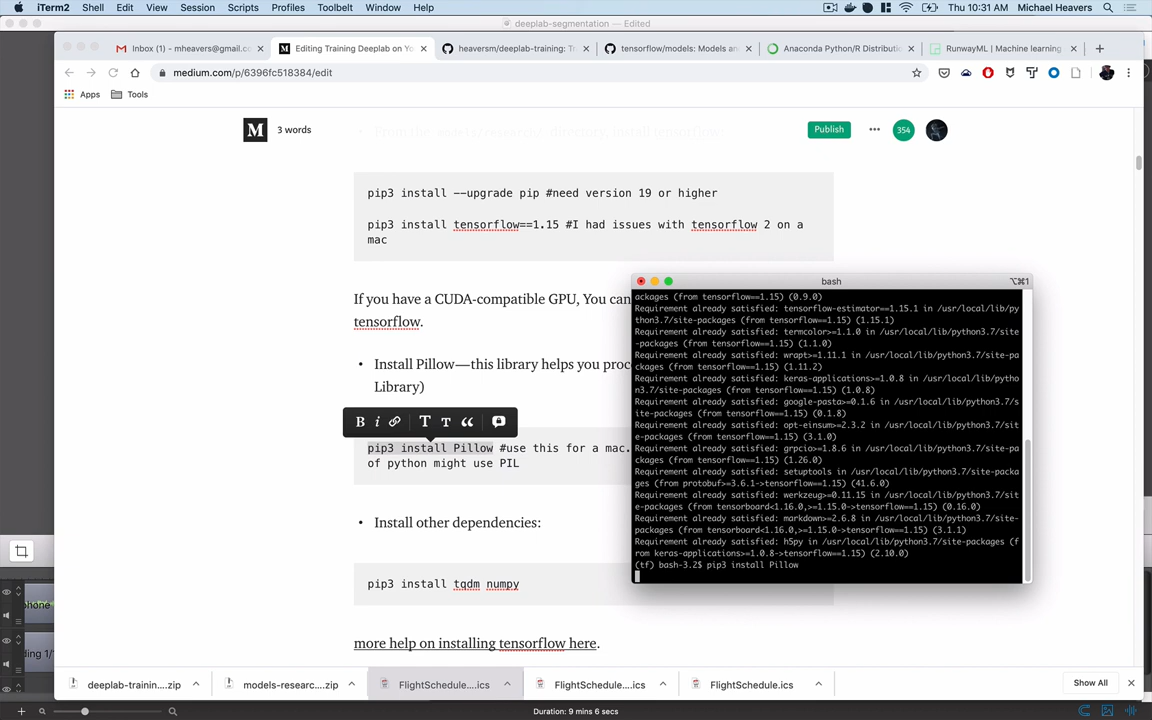 iTerm2 Shell Edit View Session Scripts Profiles Toolbelt Window Help Thu 10:31 AM Michael Heavers
deeplab-segmentation — Edited
Inbox (1) - mheavers@gmail.c
Editing Training Deeplab on Yo
heaversm/deeplab-training: T
tensorflow/models: Models an
Anaconda Python/R Distributi
RunwayML | Machine learning
medium.com/p/6396fc518384/edit
Apps Tools
M 3 words Publish 354
From the models/research/ directory, install tensorflow
pip3 install --upgrade pip #need version 19 or higher
pip3 install tensorflow==1.15 #I had issues with tensorflow 2 on a
mac
If you have a CUDA-compatible GPU, You can
tensorflow.
• Install Pillow—this library helps you proc
Library)
B i T T “
pip3 install Pillow #use this for a mac.
of python might use PIL
• Install other dependencies:
pip3 install tqdm numpy
more help on installing tensorflow here.
bash ⌥⌘1
ackages (from tensorflow==1.15) (0.9.0)
Requirement already satisfied: tensorflow-estimator==1.15.1 in /usr/local/lib/py
thon3.7/site-packages (from tensorflow==1.15) (1.15.1)
Requirement already satisfied: termcolor>=1.1.0 in /usr/local/lib/python3.7/site
-packages (from tensorflow==1.15) (1.1.0)
Requirement already satisfied: wrapt>=1.11.1 in /usr/local/lib/python3.7/site-pa
ckages (from tensorflow==1.15) (1.11.2)
Requirement already satisfied: keras-applications>=1.0.8 in /usr/local/lib/pytho
n3.7/site-packages (from tensorflow==1.15) (1.0.8)
Requirement already satisfied: google-pasta>=0.1.6 in /usr/local/lib/python3.7/s
ite-packages (from tensorflow==1.15) (0.1.8)
Requirement already satisfied: opt-einsum>=2.3.2 in /usr/local/lib/python3.7/sit
e-packages (from tensorflow==1.15) (3.1.0)
Requirement already satisfied: grpcio>=1.8.6 in /usr/local/lib/python3.7/site-pa
ckages (from tensorflow==1.15) (1.26.0)
Requirement already satisfied: setuptools in /usr/local/lib/python3.7/site-packa
ges (from protobuf>=3.6.1->tensorflow==1.15) (41.6.0)
Requirement already satisfied: werkzeug>=0.11.15 in /usr/local/lib/python3.7/sit
e-packages (from tensorboard<1.16.0,>=1.15.0->tensorflow==1.15) (0.16.0)
Requirement already satisfied: markdown>=2.6.8 in /usr/local/lib/python3.7/site-
packages (from tensorboard<1.16.0,>=1.15.0->tensorflow==1.15) (3.1.1)
Requirement already satisfied: h5py in /usr/local/lib/python3.7/site-packages (f
rom keras-applications>=1.0.8->tensorflow==1.15) (2.10.0)
(tf) bash-3.2$ pip3 install Pillow
phone
ding 1/
deeplab-trainin....zip
models-researc....zip
FlightSchedule....ics
FlightSchedule....ics
FlightSchedule....ics
Show All
Duration: 9 mins 6 secs